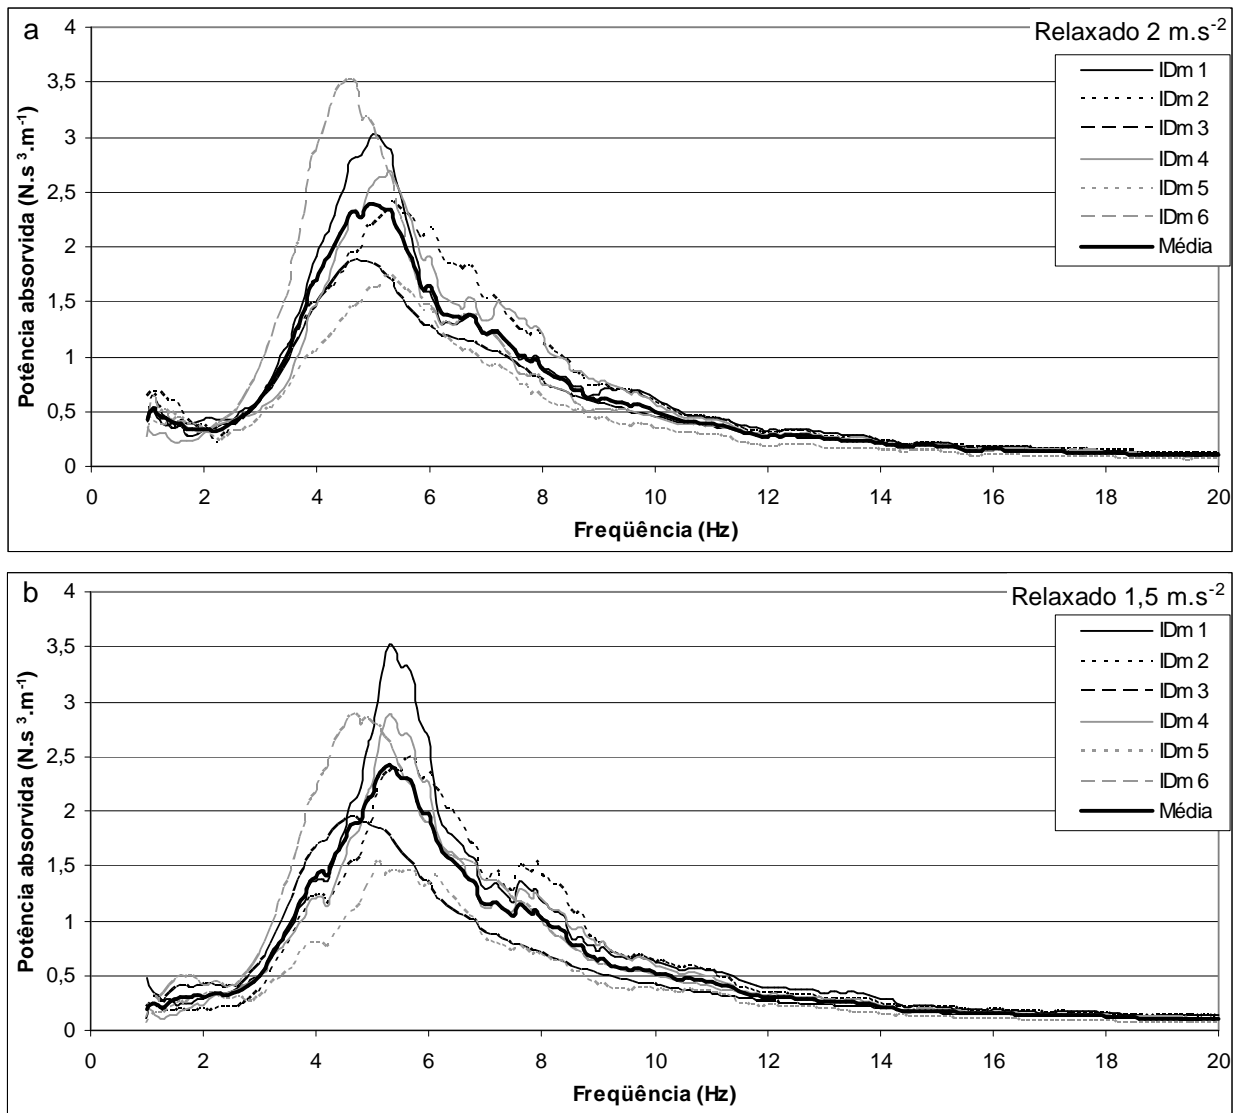 a
Relaxado 2 m.s-2
Potência absorvida (N.s 3.m-1)
4
3,5
3
2,5
2
1,5
1
0,5
0
IDm 1
IDm 2
IDm 3
IDm 4
IDm 5
IDm 6
Média
0 2 4 6 8 10 12 14 16 18 20
Freqüência (Hz)
b
Relaxado 1,5 m.s-2
Potência absorvida (N.s 3.m-1)
4
3,5
3
2,5
2
1,5
1
0,5
0
IDm 1
IDm 2
IDm 3
IDm 4
IDm 5
IDm 6
Média
0 2 4 6 8 10 12 14 16 18 20
Freqüência (Hz)